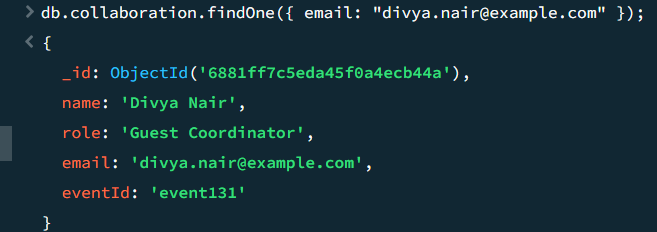 > db.collaboration.findOne({ email: "divya.nair@example.com" });
< {
_id: ObjectId('6881ff7c5eda45f0a4ecb44a'),
name: 'Divya Nair',
role: 'Guest Coordinator',
email: 'divya.nair@example.com',
eventId: 'event131'
}